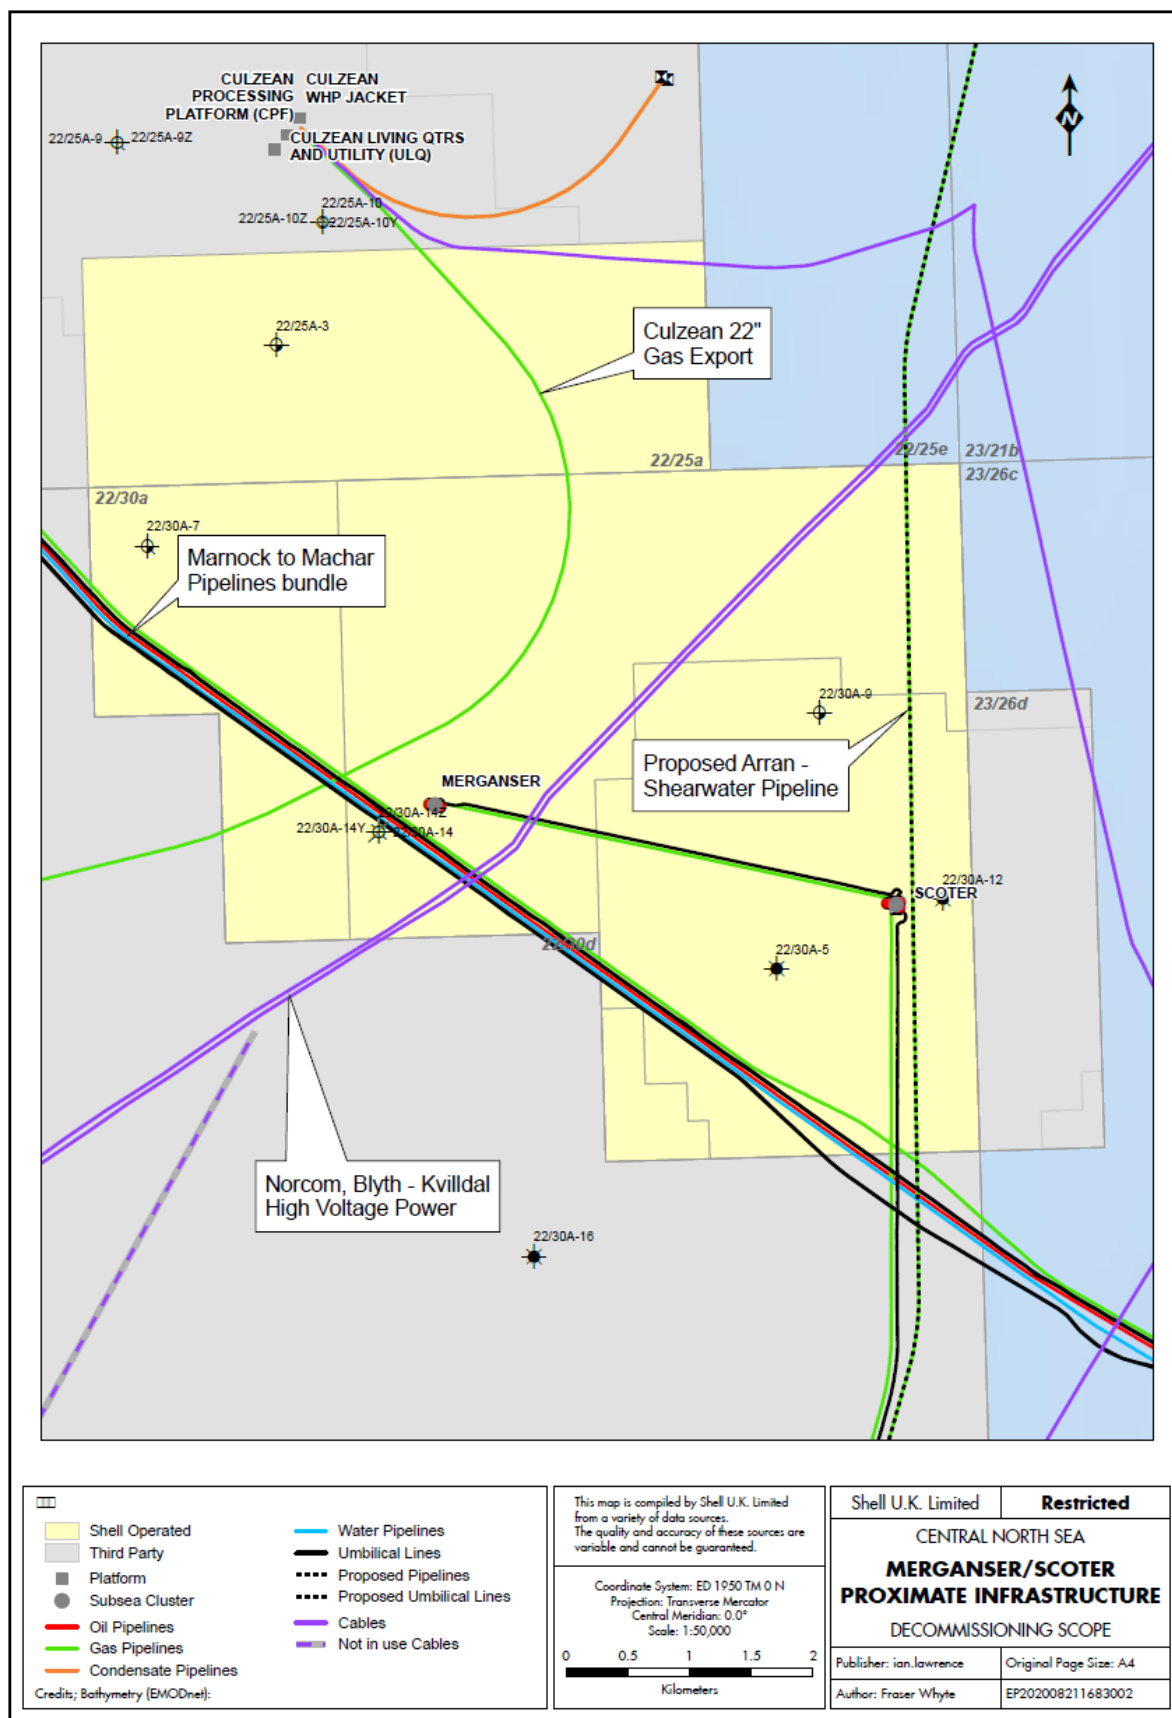 CULZEAN
PROCESSING
PLATFORM (CPF)
CULZEAN
WHP JACKET
CULZEAN LIVING QTRS
AND UTILITY (ULQ)
22/25A-9
22/25A-9Z
22/25A-10
22/25A-10Z
22/25A-10Y
N
22/25A-3
Culzean 22"
Gas Export
22/25a
22/25e
23/21b
23/26c
22/30a
22/30A-7
Marnock to Machar
Pipelines bundle
22/30A-9
23/26d
Proposed Arran -
Shearwater Pipeline
MERGANSER
22/30A-14Z
22/30A-14Y
22/30A-14
22/30A-12
SCOTER
22/30d
22/30A-5
Norcom, Blyth - Kvilldal
High Voltage Power
22/30A-16
Shell Operated
Third Party
Platform
Subsea Cluster
Oil Pipelines
Gas Pipelines
Condensate Pipelines
Water Pipelines
Umbilical Lines
Proposed Pipelines
Proposed Umbilical Lines
Cables
Not in use Cables
Credits; Bathymetry (EMODnet):
This map is compiled by Shell U.K. Limited
from a variety of data sources.
The quality and accuracy of these sources are
variable and cannot be guaranteed.
Coordinate System: ED 1950 TM 0 N
Projection: Transverse Mercator
Central Meridian: 0.0°
Scale: 1:50,000
0 0.5 1 1.5 2
Kilometers
Shell U.K. Limited
Restricted
CENTRAL NORTH SEA
MERGANSER/SCOTER
PROXIMATE INFRASTRUCTURE
DECOMMISSIONING SCOPE
Publisher: ian.lawrence
Original Page Size: A4
Author: Fraser Whyte
EP202008211683002